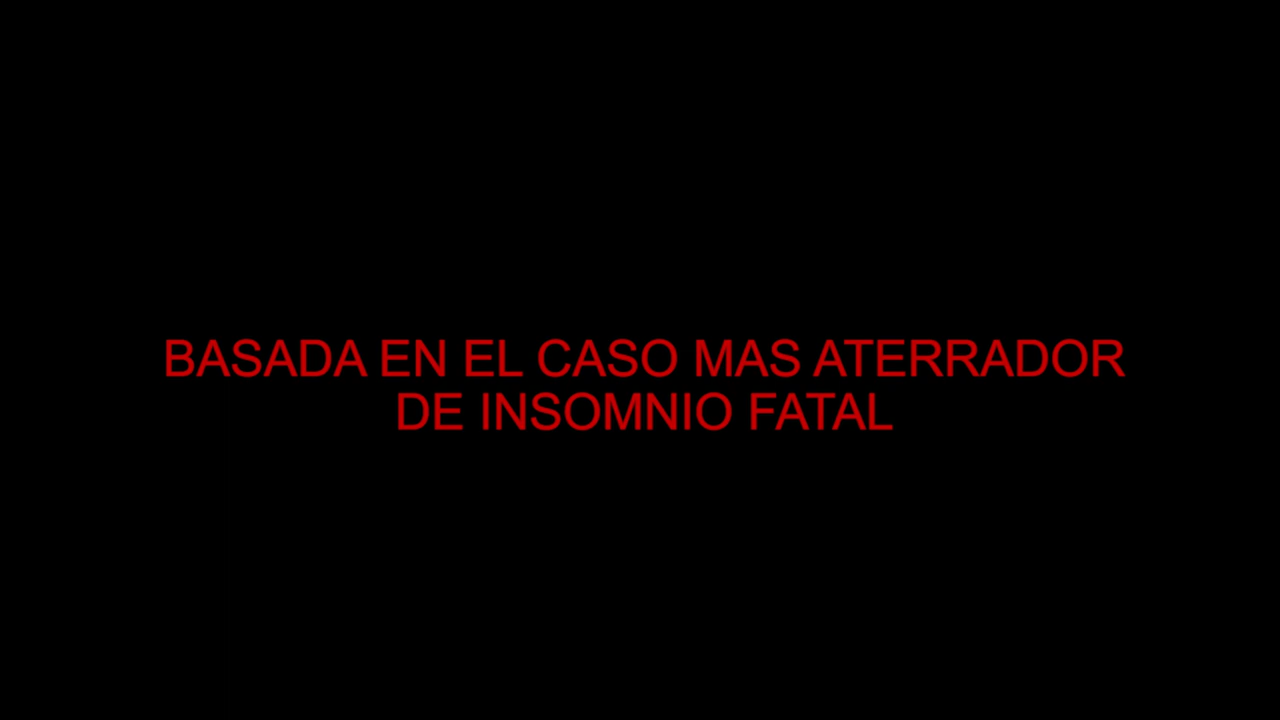 BASADA EN EL CASO MAS ATERRADOR
DE INSOMNIO FATAL